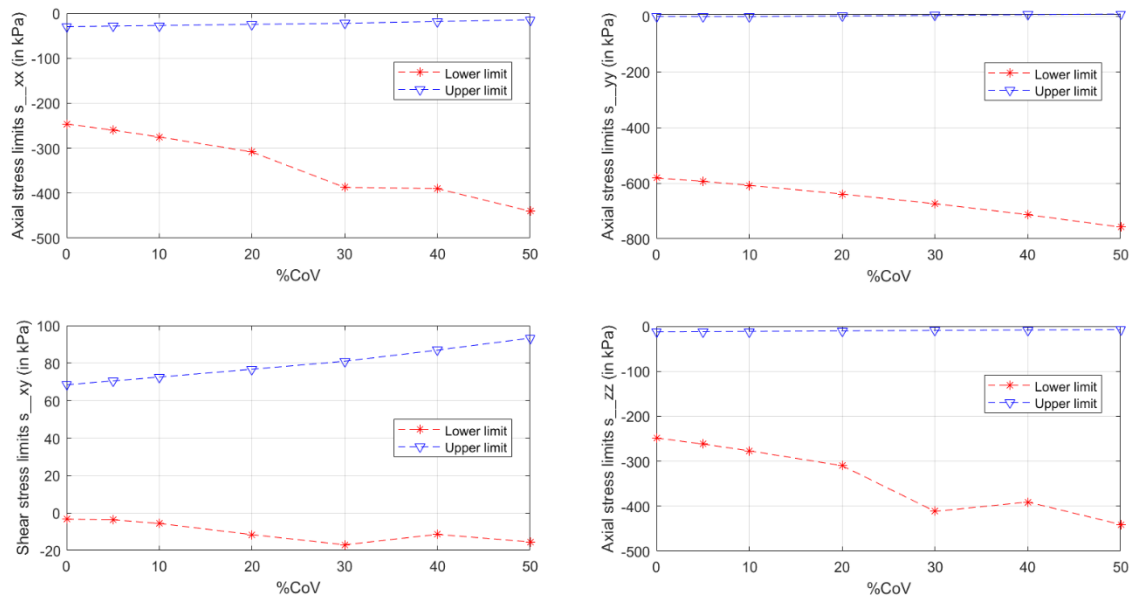 Axial stress limits s__xx (in kPa)
0
-100
-200
-300
-400
-500
Lower limit
Upper limit
0 10 20 30 40 50
%CoV
Axial stress limits s__yy (in kPa)
0
-200
-400
-600
-800
Lower limit
Upper limit
0 10 20 30 40 50
%CoV
Shear stress limits s__xy (in kPa)
100
80
60
40
20
0
-20
Lower limit
Upper limit
0 10 20 30 40 50
%CoV
Axial stress limits s__zz (in kPa)
0
-100
-200
-300
-400
-500
Lower limit
Upper limit
0 10 20 30 40 50
%CoV